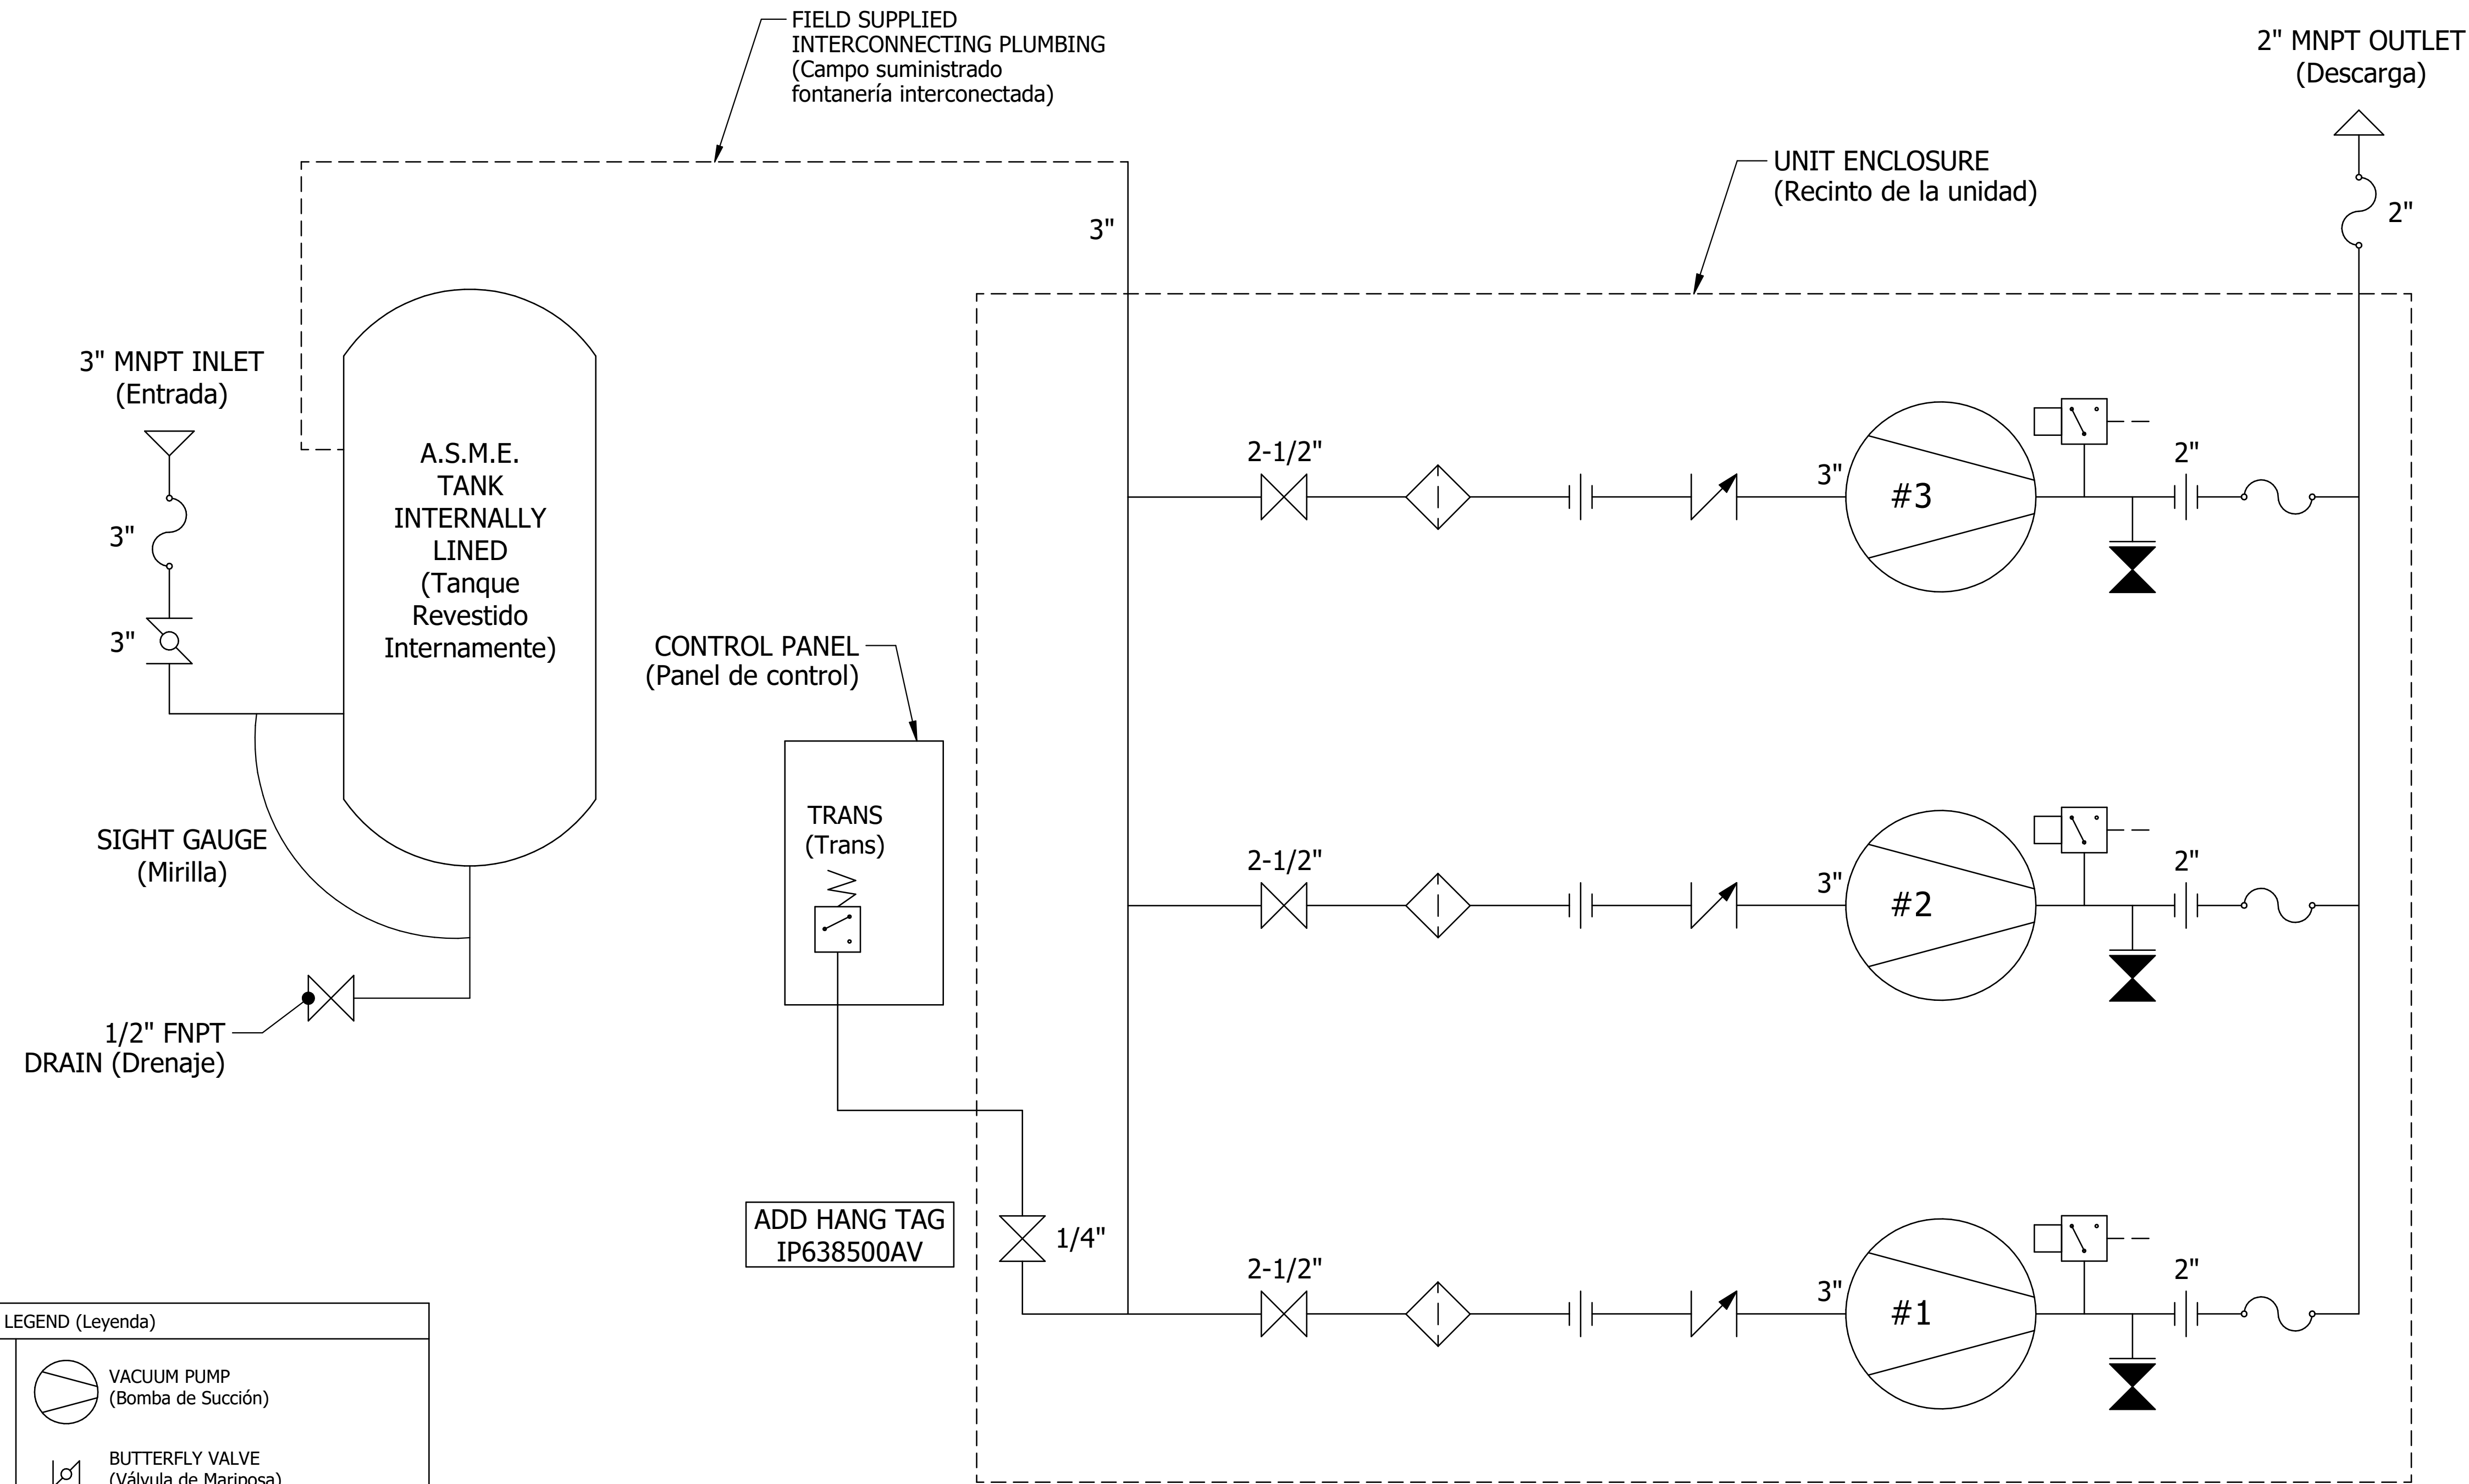 FIELD SUPPLIED
INTERCONNECTING PLUMBING
(Campo suministrado
fontanería interconectada)
2" MNPT OUTLET
(Descarga)
2"
UNIT ENCLOSURE
(Recinto de la unidad)
3"
3" MNPT INLET
(Entrada)
3"
3"
A.S.M.E.
TANK
INTERNALLY
LINED
(Tanque
Revestido
Internamente)
2-1/2"
3"
#3
2"
CONTROL PANEL
(Panel de control)
TRANS
(Trans)
SIGHT GAUGE
(Mirilla)
2-1/2"
3"
#2
2"
1/2" FNPT
DRAIN (Drenaje)
ADD HANG TAG
IP638500AV
1/4"
2-1/2"
3"
#1
2"
LEGEND (Leyenda)
VACUUM PUMP
(Bomba de Succión)
BUTTERFLY VALVE
(Válvula de Mariposa)